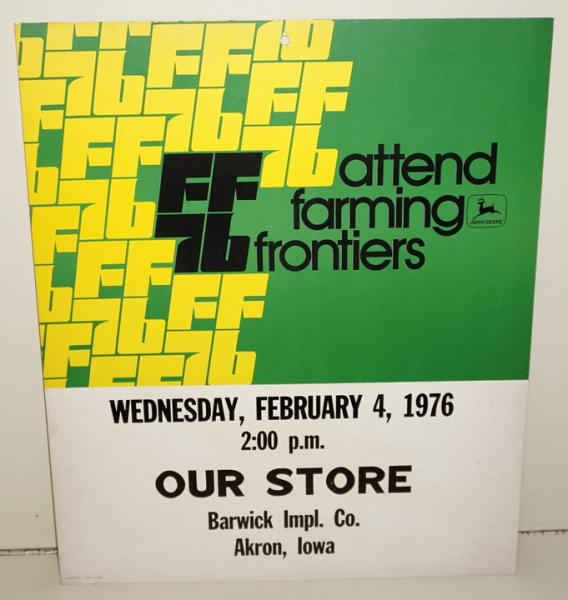 FF
76
attend
farming
frontiers
JOHN DEERE
WEDNESDAY, FEBRUARY 4, 1976
2:00 p.m.
OUR STORE
Barwick Impl. Co.
Akron, Iowa